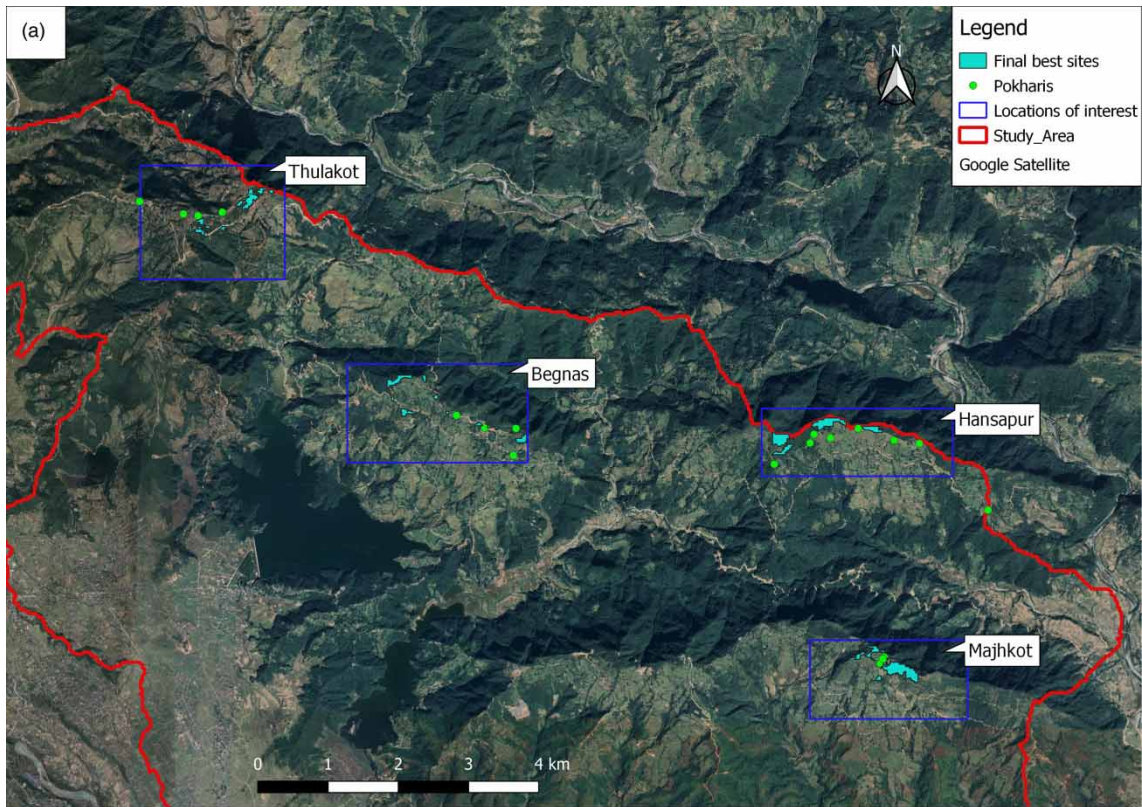 (a)
Legend
Final best sites
Pokharis
Locations of interest
Study_Area
Google Satellite
N
Thulakot
Begnas
Hansapur
Majhkot
0 1 2 3 4 km